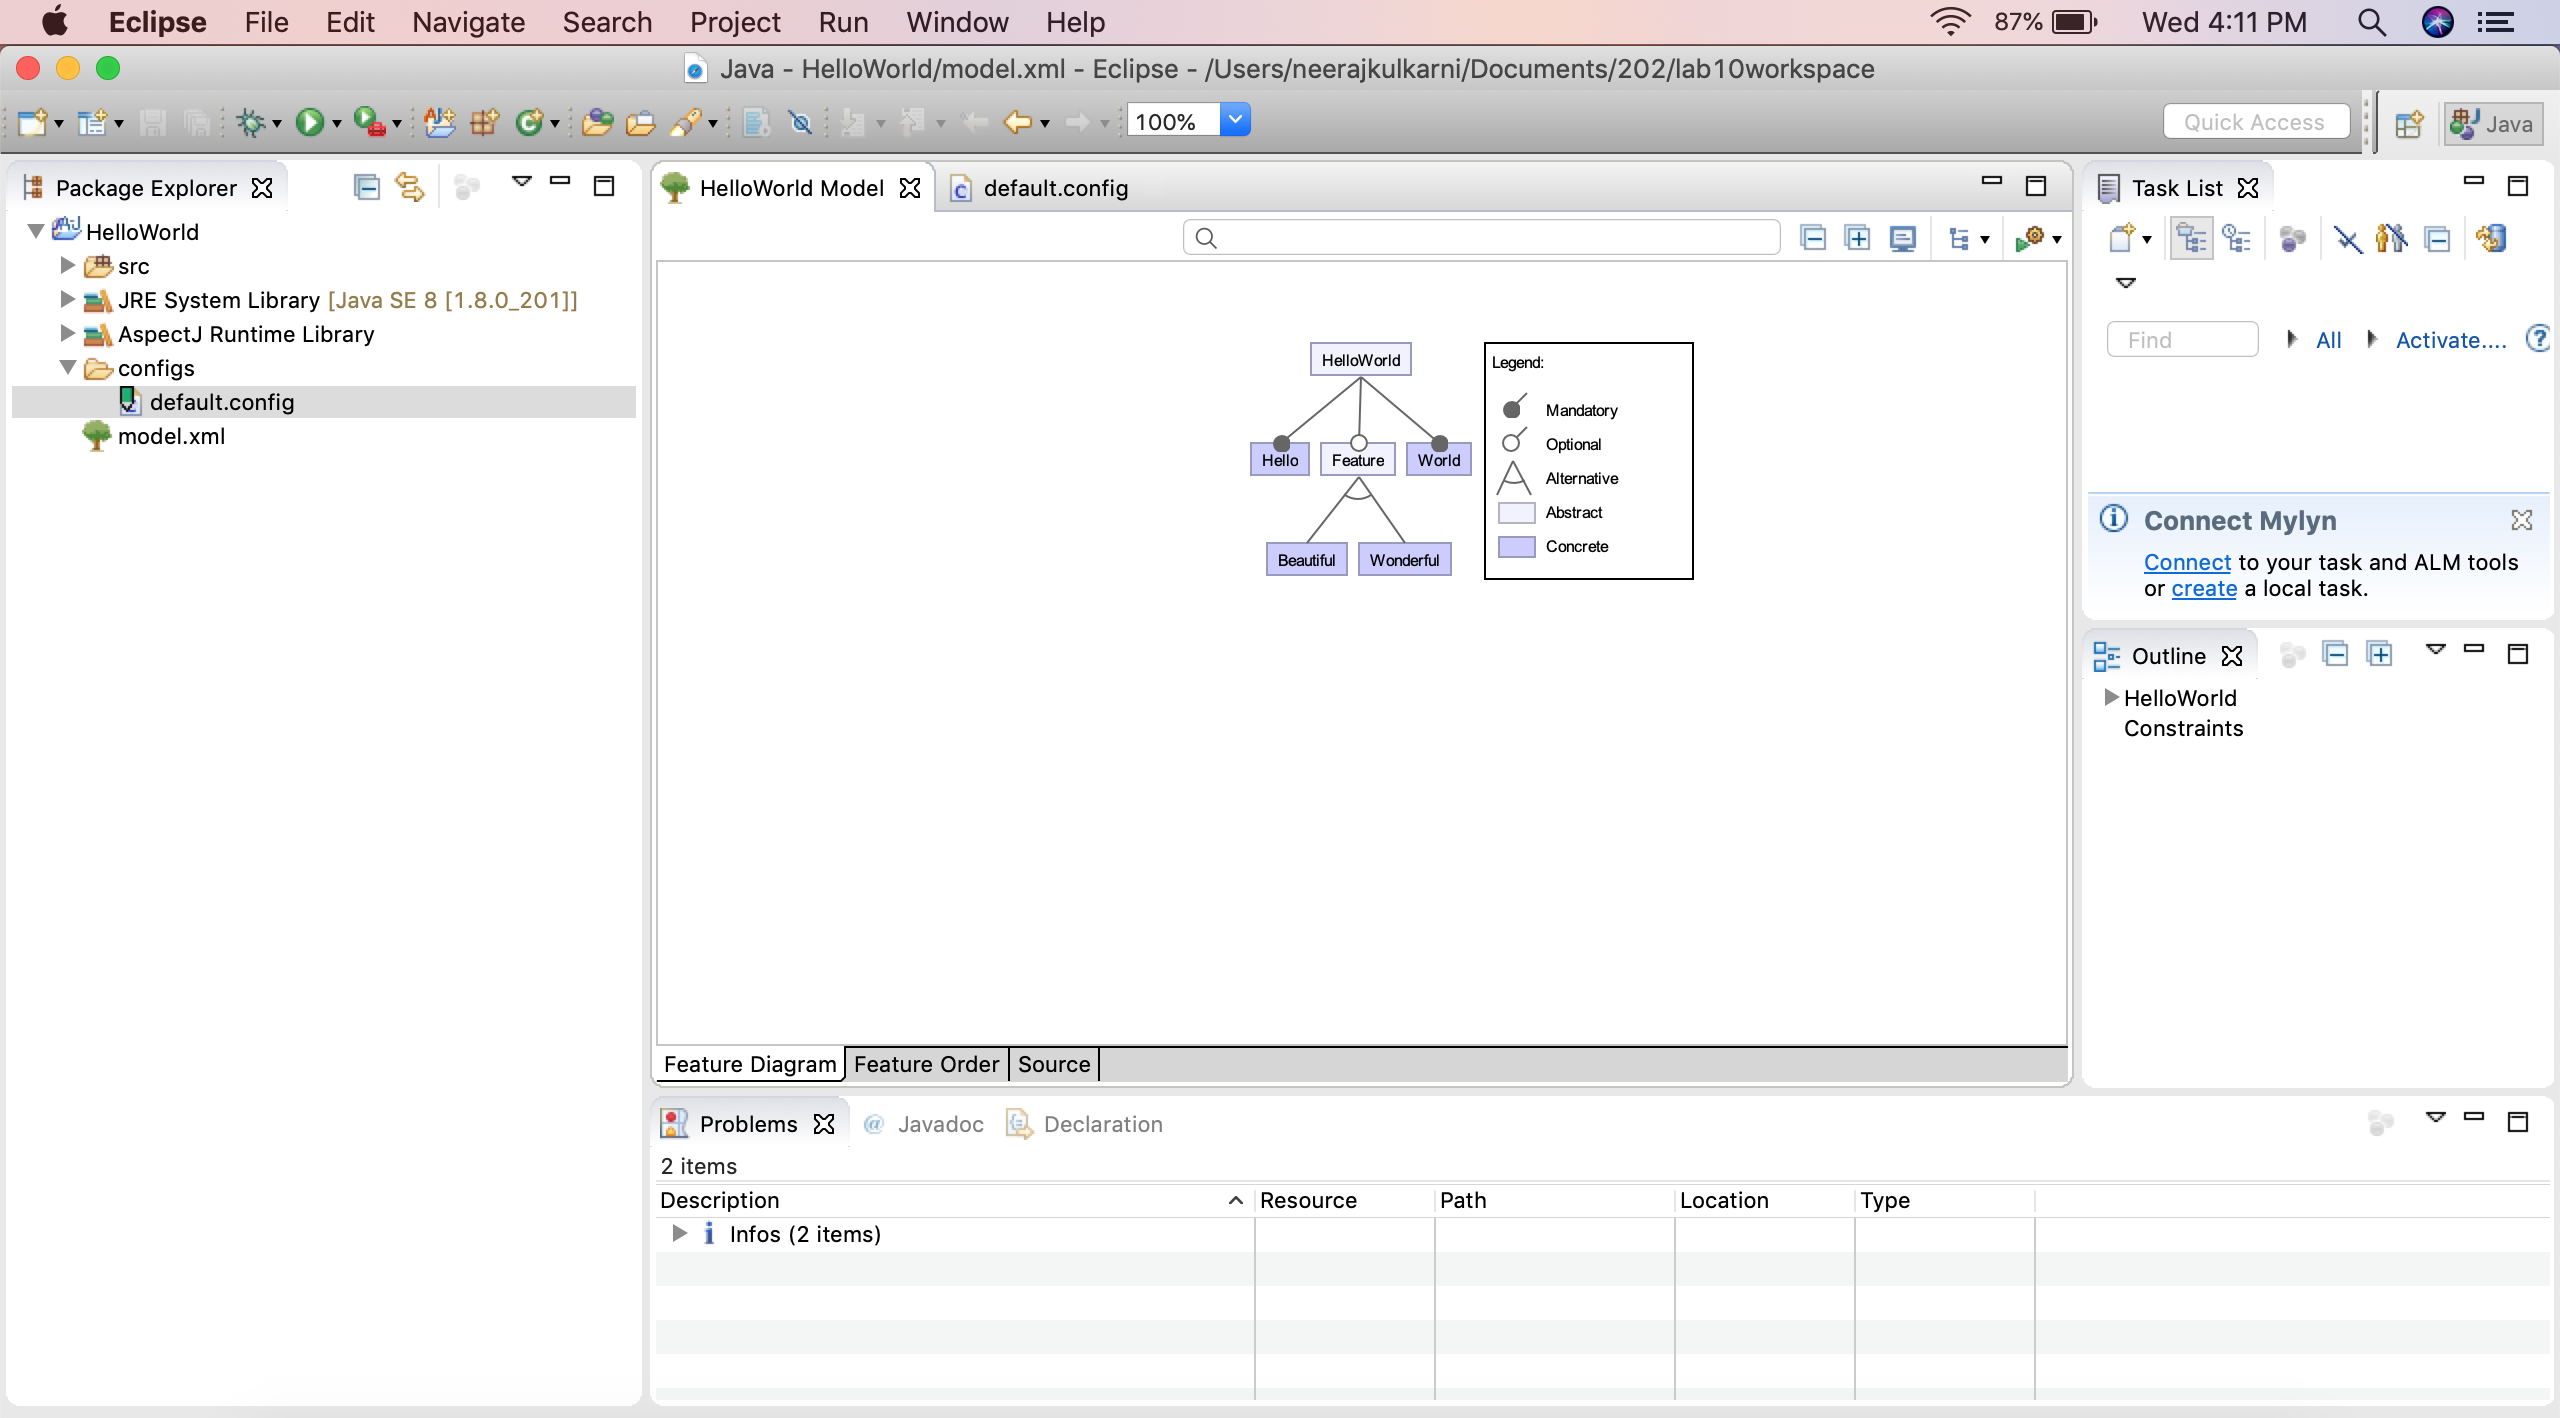 Eclipse File Edit Navigate Search Project Run Window Help 87% Wed 4:11 PM
Java - HelloWorld/model.xml - Eclipse - /Users/neerajkulkarni/Documents/202/lab10workspace
100% Quick Access Java
Package Explorer
HelloWorld
src
JRE System Library [Java SE 8 [1.8.0_201]]
AspectJ Runtime Library
configs
default.config
model.xml
HelloWorld Model default.config
HelloWorld
Hello Feature World
Beautiful Wonderful
Legend:
Mandatory
Optional
Alternative
Abstract
Concrete
Feature Diagram Feature Order Source
Task List
Find All Activate....
Connect Mylyn
Connect to your task and ALM tools
or create a local task.
Outline
HelloWorld
Constraints
Problems @ Javadoc Declaration
2 items
Description Resource Path Location Type
Infos (2 items)